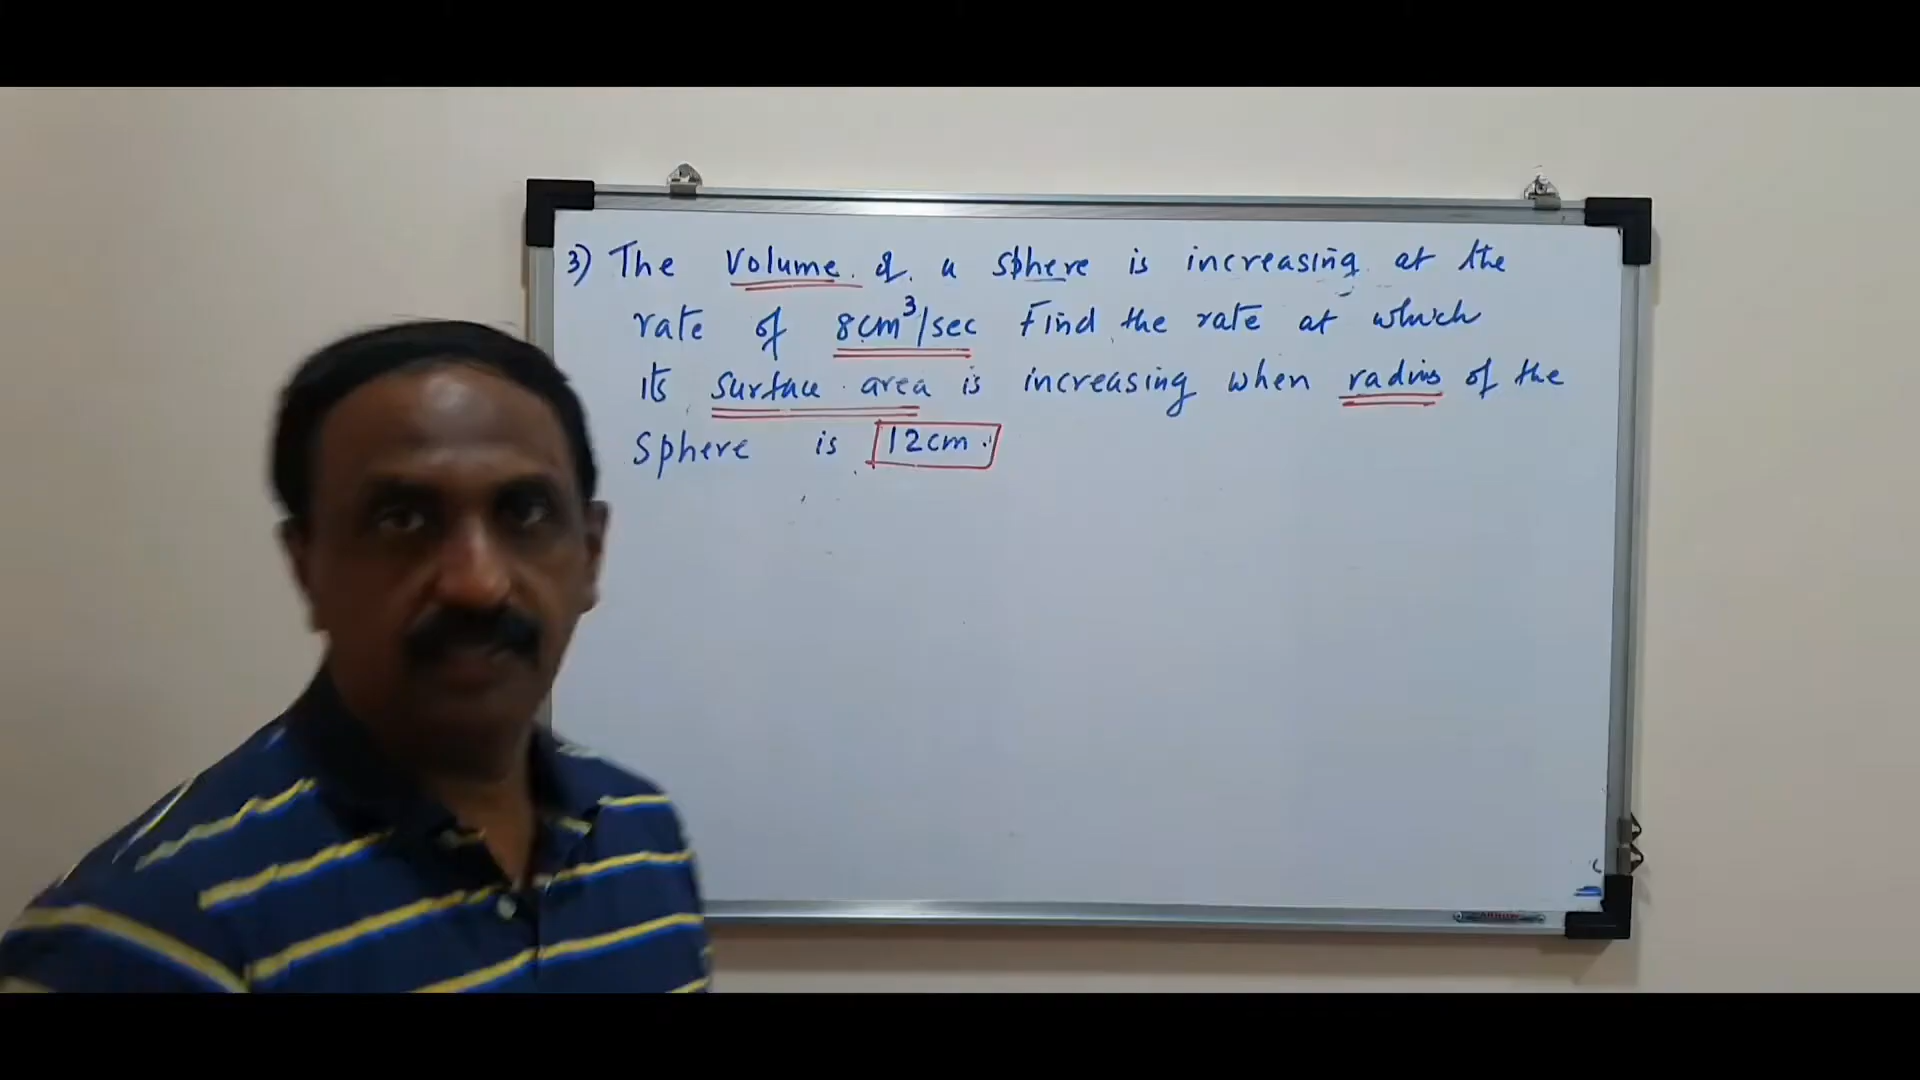 3) The Volume of a sphere is increasing at the
rate of 8cm³/sec Find the rate at which
its surface area is increasing when radius of the
sphere is 12cm.